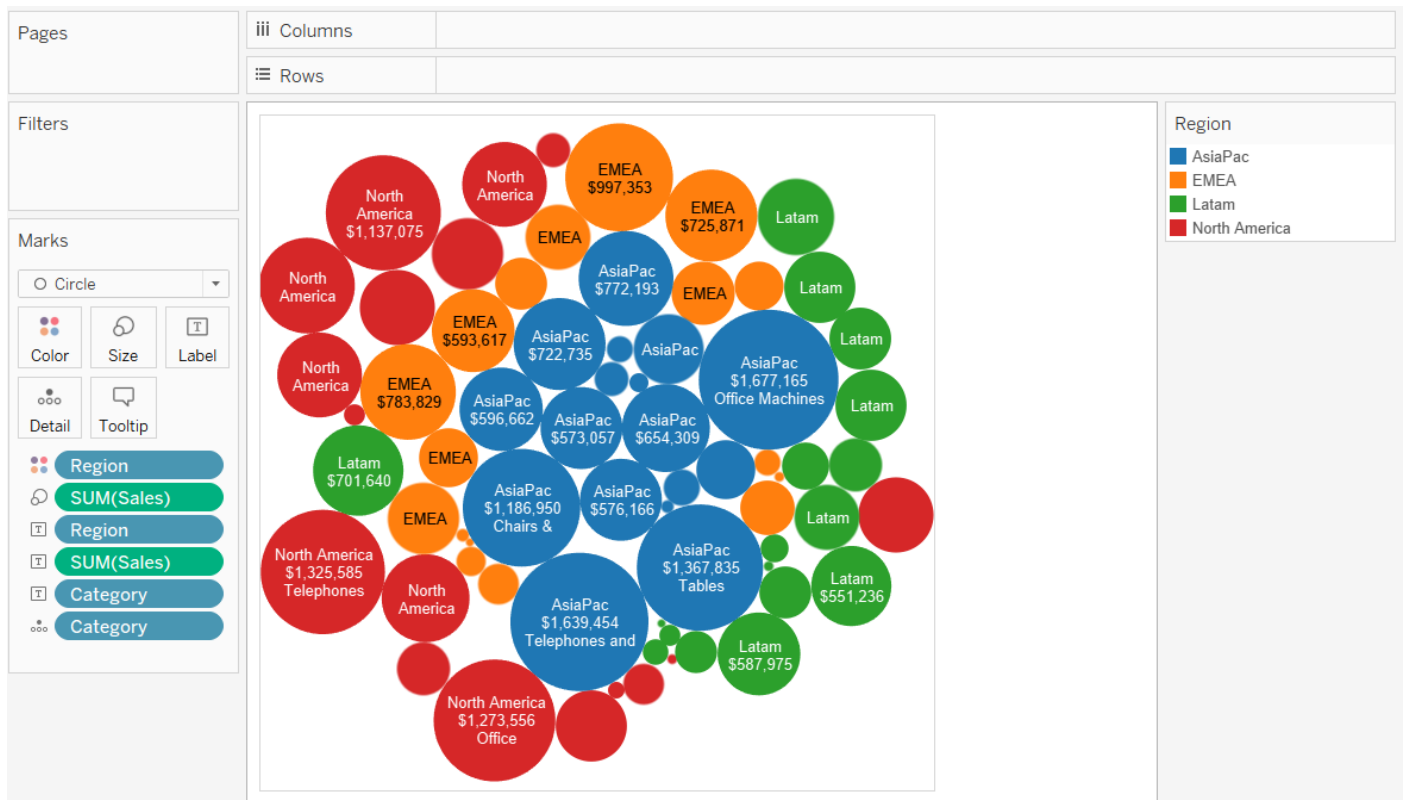 Pages
Columns
Rows
Filters
Marks
Circle
Color
Size
Label
Detail
Tooltip
Region
SUM(Sales)
Region
SUM(Sales)
Category
Category
North
America
EMEA
$997,353
North
America
$1,137,075
EMEA
$725,871
Latam
EMEA
North
America
AsiaPac
$772,193
EMEA
Latam
EMEA
$593,617
AsiaPac
$722,735
AsiaPac
Latam
North
America
EMEA
$783,829
AsiaPac
$1,677,165
Office Machines
AsiaPac
$596,662
AsiaPac
$573,057
AsiaPac
$654,309
Latam
Latam
$701,640
EMEA
AsiaPac
$1,186,950
Chairs &
AsiaPac
$576,166
EMEA
Latam
North America
$1,325,585
Telephones
North
America
AsiaPac
$1,367,835
Tables
Latam
$551,236
AsiaPac
$1,639,454
Telephones and
Latam
$587,975
North America
$1,273,556
Office
Region
AsiaPac
EMEA
Latam
North America